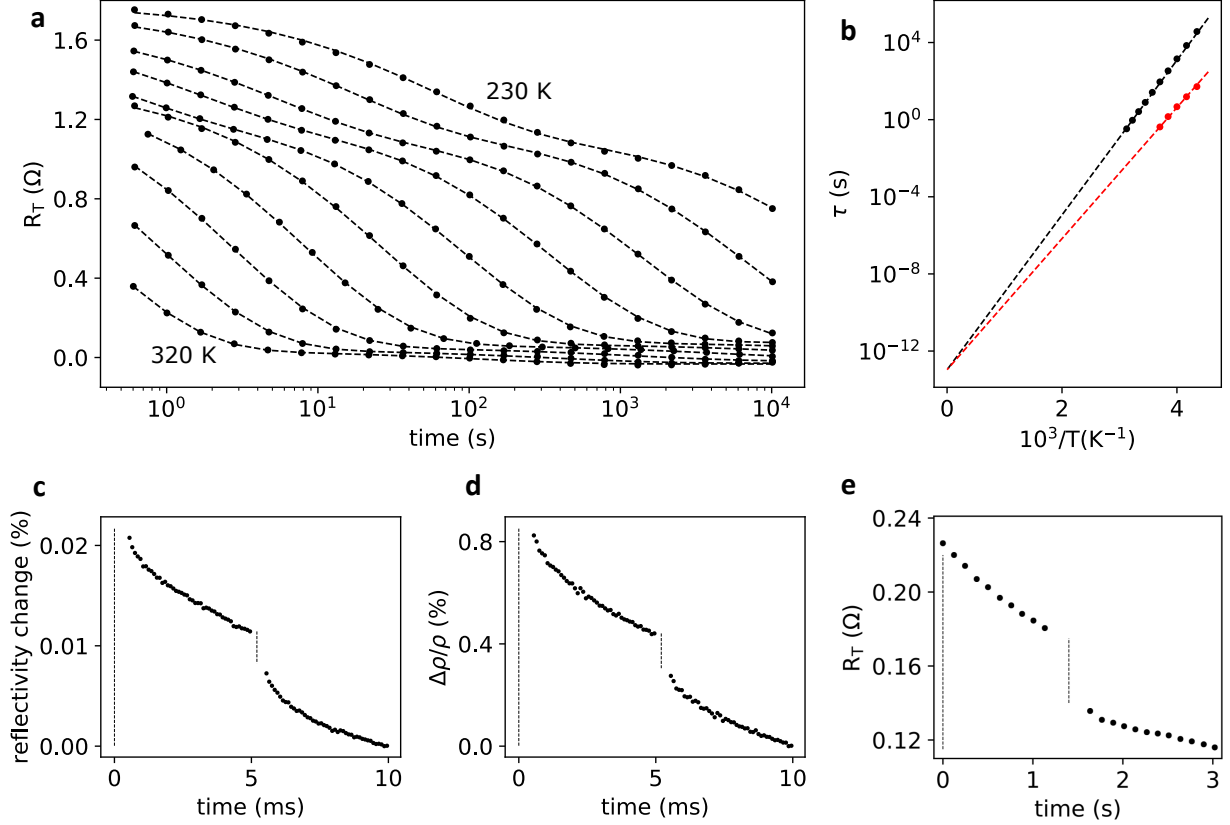 a
1.6
1.2
0.8
0.4
0.0
R_T (Ω)
230 K
320 K
10^0
10^1
10^2
10^3
10^4
time (s)
b
10^4
10^0
10^−4
10^−8
10^−12
τ (s)
0
2
4
10^3/T(K^−1)
c
0.02
0.01
0.00
reflectivity change (%)
0
5
10
time (ms)
d
0.8
0.4
0.0
Δρ/ρ (%)
0
5
10
time (ms)
e
0.24
0.20
0.16
0.12
R_T (Ω)
0
1
2
3
time (s)